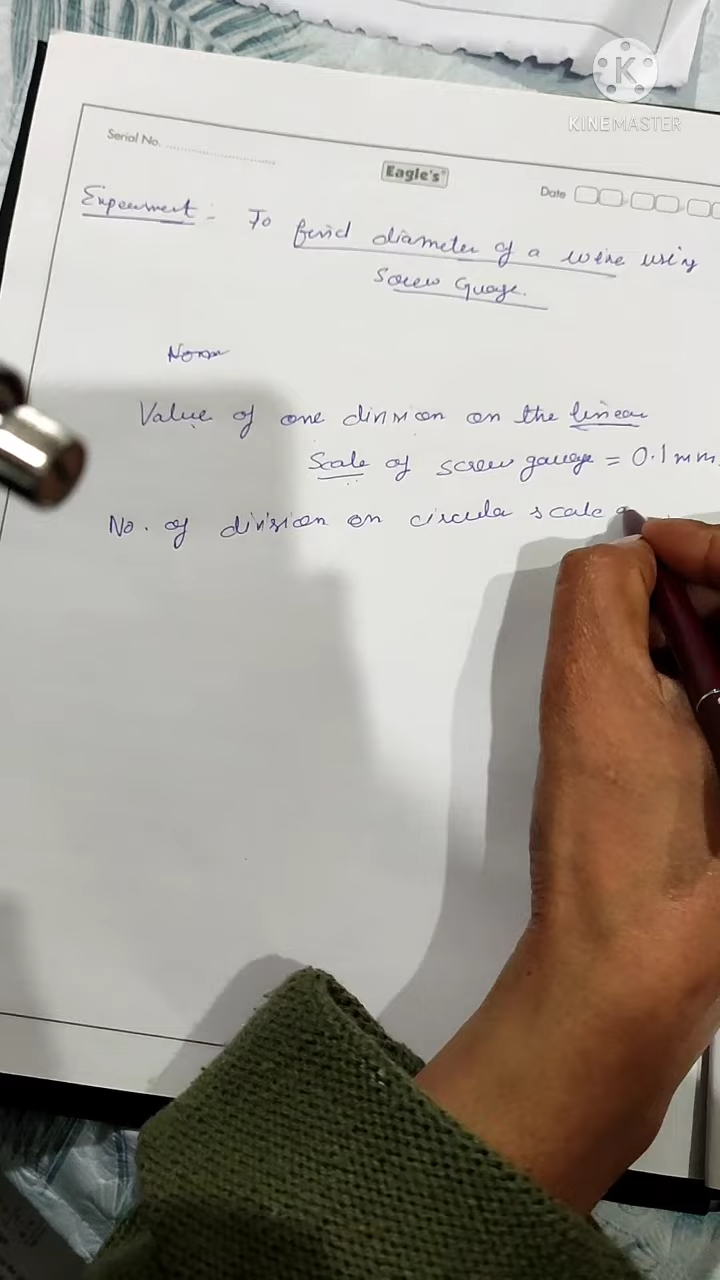 K
KINEMASTER
Serial No.
Eagle's
Date
Experiment :- To find diameter of a wire using
Screw Guage.
Value of one division on the linear
Scale of screw gauge = 0.1 mm.
No. of division on circular scale